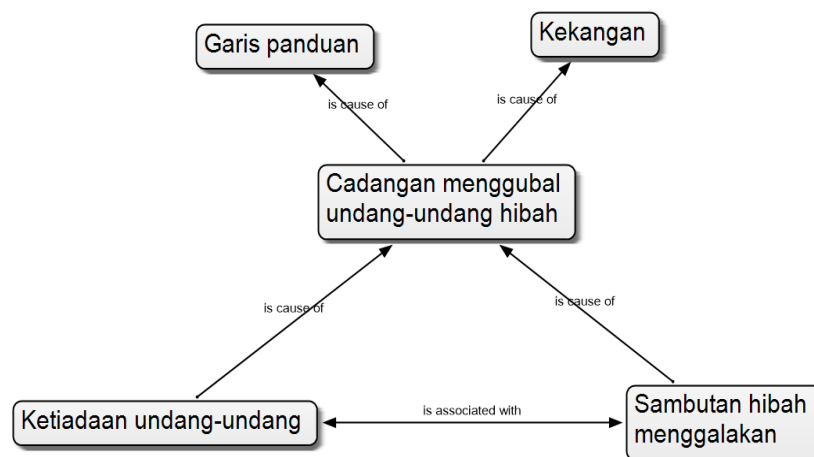 Garis panduan
Kekangan
is cause of
is cause of
Cadangan menggubal
undang-undang hibah
is cause of
is cause of
Ketiadaan undang-undang
is associated with
Sambutan hibah
menggalakan